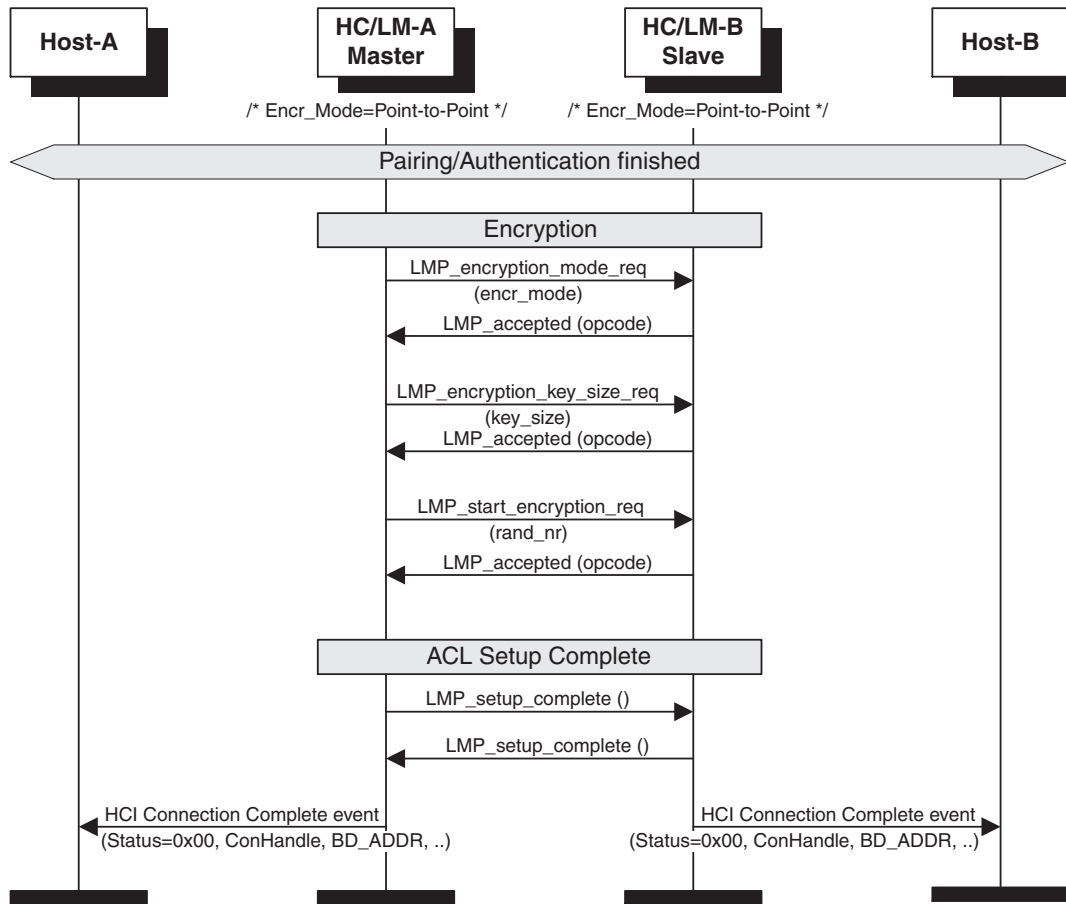 Host-A
HC/LM-A
Master
HC/LM-B
Slave
Host-B
/* Encr_Mode=Point-to-Point */
/* Encr_Mode=Point-to-Point */
Pairing/Authentication finished
Encryption
LMP_encryption_mode_req
(encr_mode)
LMP_accepted (opcode)
LMP_encryption_key_size_req
(key_size)
LMP_accepted (opcode)
LMP_start_encryption_req
(rand_nr)
LMP_accepted (opcode)
ACL Setup Complete
LMP_setup_complete ()
LMP_setup_complete ()
HCI Connection Complete event
(Status=0x00, ConHandle, BD_ADDR, ..)
HCI Connection Complete event
(Status=0x00, ConHandle, BD_ADDR, ..)